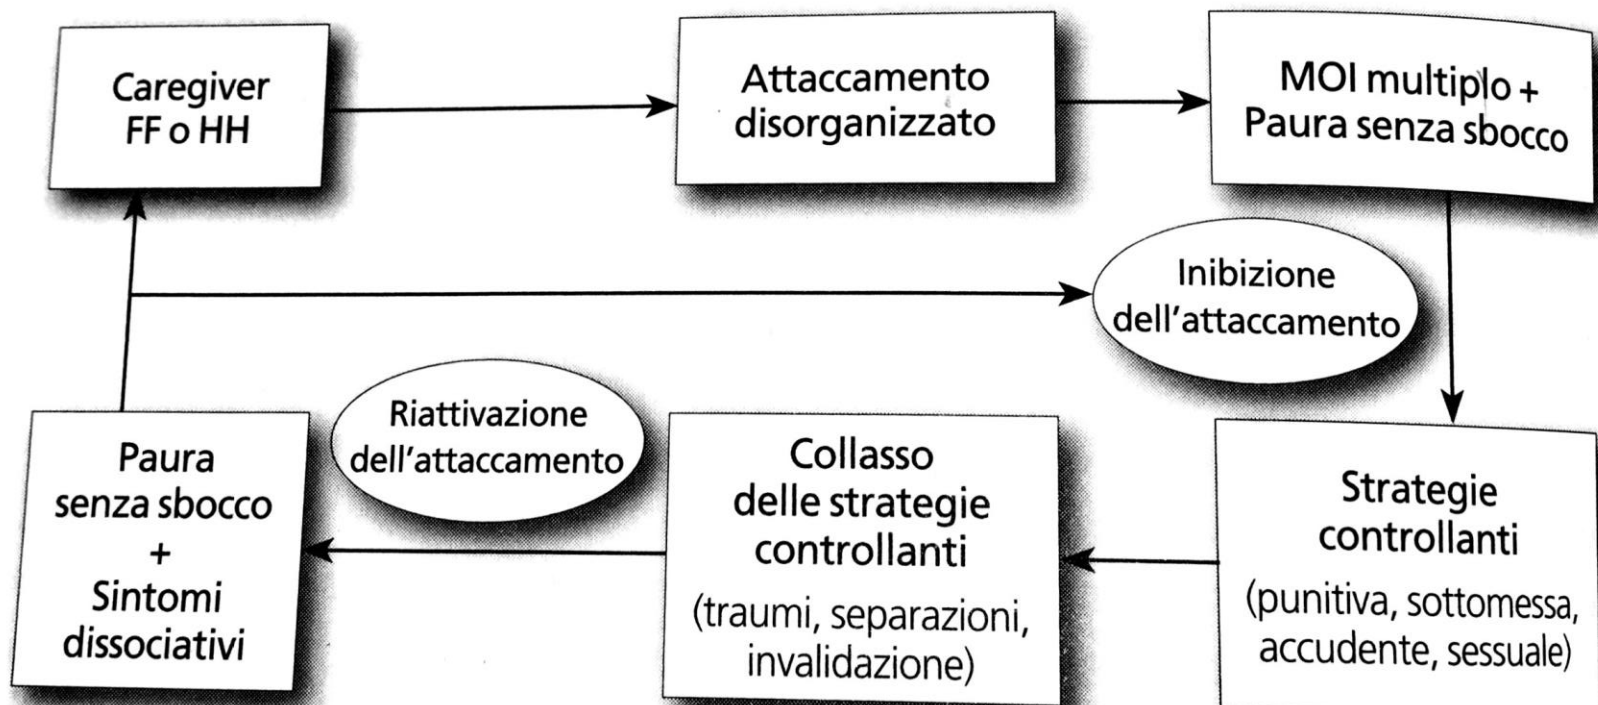 Caregiver
FF o HH
Attaccamento
disorganizzato
MOI multiplo +
Paura senza sbocco
Inibizione
dell'attaccamento
Riattivazione
dell'attaccamento
Paura
senza sbocco
+
Sintomi
dissociativi
Collasso
delle strategie
controllanti
(traumi, separazioni,
invalidazione)
Strategie
controllanti
(punitiva, sottomessa,
accudente, sessuale)